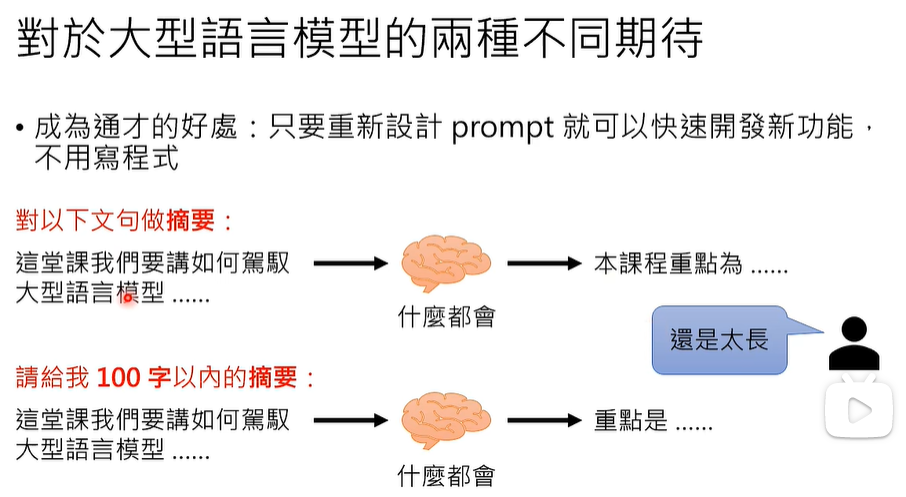 對於大型語言模型的兩種不同期待
• 成為通才的好處：只要重新設計 prompt 就可以快速開發新功能，
不用寫程式
對以下文句做摘要：
這堂課我們要講如何駕馭
大型語言模型 ......
什麼都會
本課程重點為 ......
還是太長
請給我 100 字以內的摘要：
這堂課我們要講如何駕馭
大型語言模型 ......
什麼都會
重點是 ......